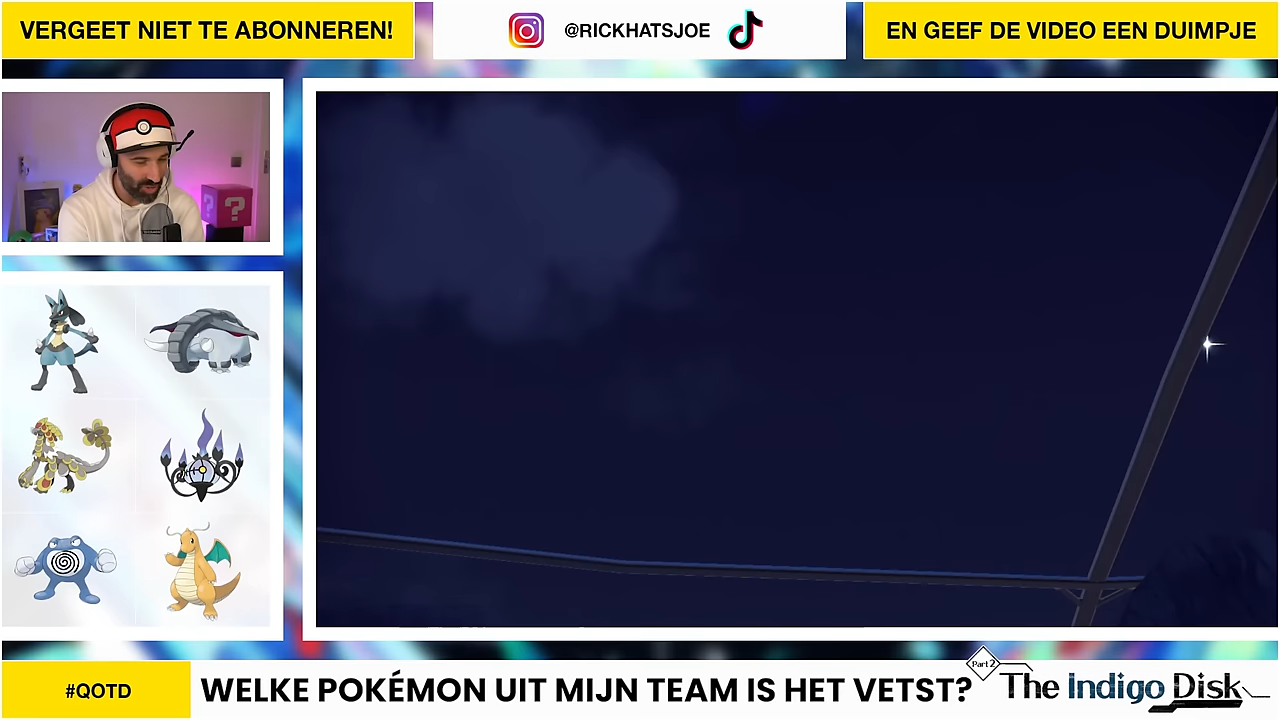 VERGEET NIET TE ABONNEREN!
@RICKHATSJOE
EN GEEF DE VIDEO EEN DUIMPJE
? ?
#QOTD
WELKE POKÉMON UIT MIJN TEAM IS HET VETST?
Part 2
The Indigo Disk